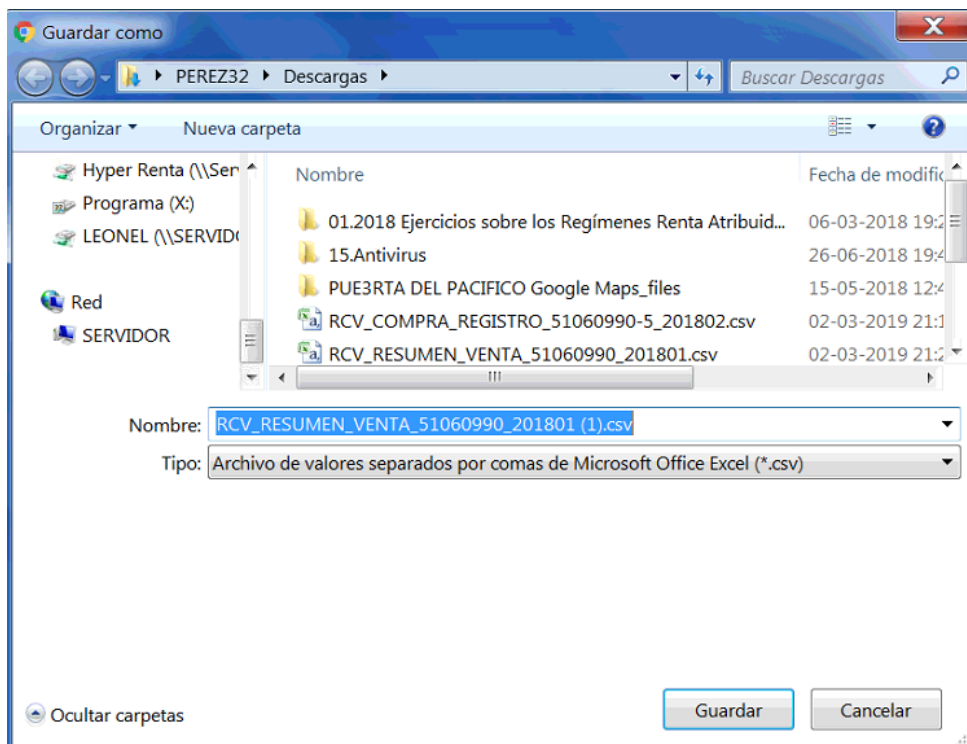 Guardar como
PEREZ32 Descargas
Buscar Descargas
Organizar
Nueva carpeta
Hyper Renta (\\Ser
Programa (X:)
LEONEL (\\SERVID
Red
SERVIDOR
Nombre
Fecha de modific
01.2018 Ejercicios sobre los Regímenes Renta Atribuid...
06-03-2018 19:2
15.Antivirus
26-06-2018 19:4
PUE3RTA DEL PACIFICO Google Maps_files
15-05-2018 12:4
RCV_COMPRA_REGISTRO_51060990-5_201802.csv
02-03-2019 21:1
RCV_RESUMEN_VENTA_51060990_201801.csv
02-03-2019 21:2
Nombre: RCV_RESUMEN_VENTA_51060990_201801 (1).csv
Tipo: Archivo de valores separados por comas de Microsoft Office Excel (*.csv)
Ocultar carpetas
Guardar
Cancelar